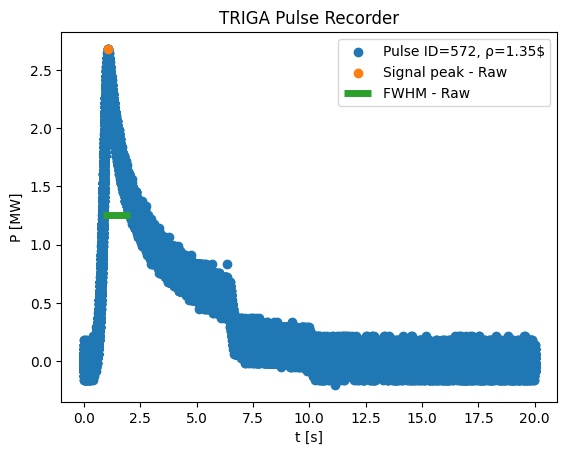 TRIGA Pulse Recorder
Pulse ID=572, ρ=1.35$
Signal peak - Raw
FWHM - Raw
P [MW]
2.5
2.0
1.5
1.0
0.5
0.0
0.0 2.5 5.0 7.5 10.0 12.5 15.0 17.5 20.0
t [s]